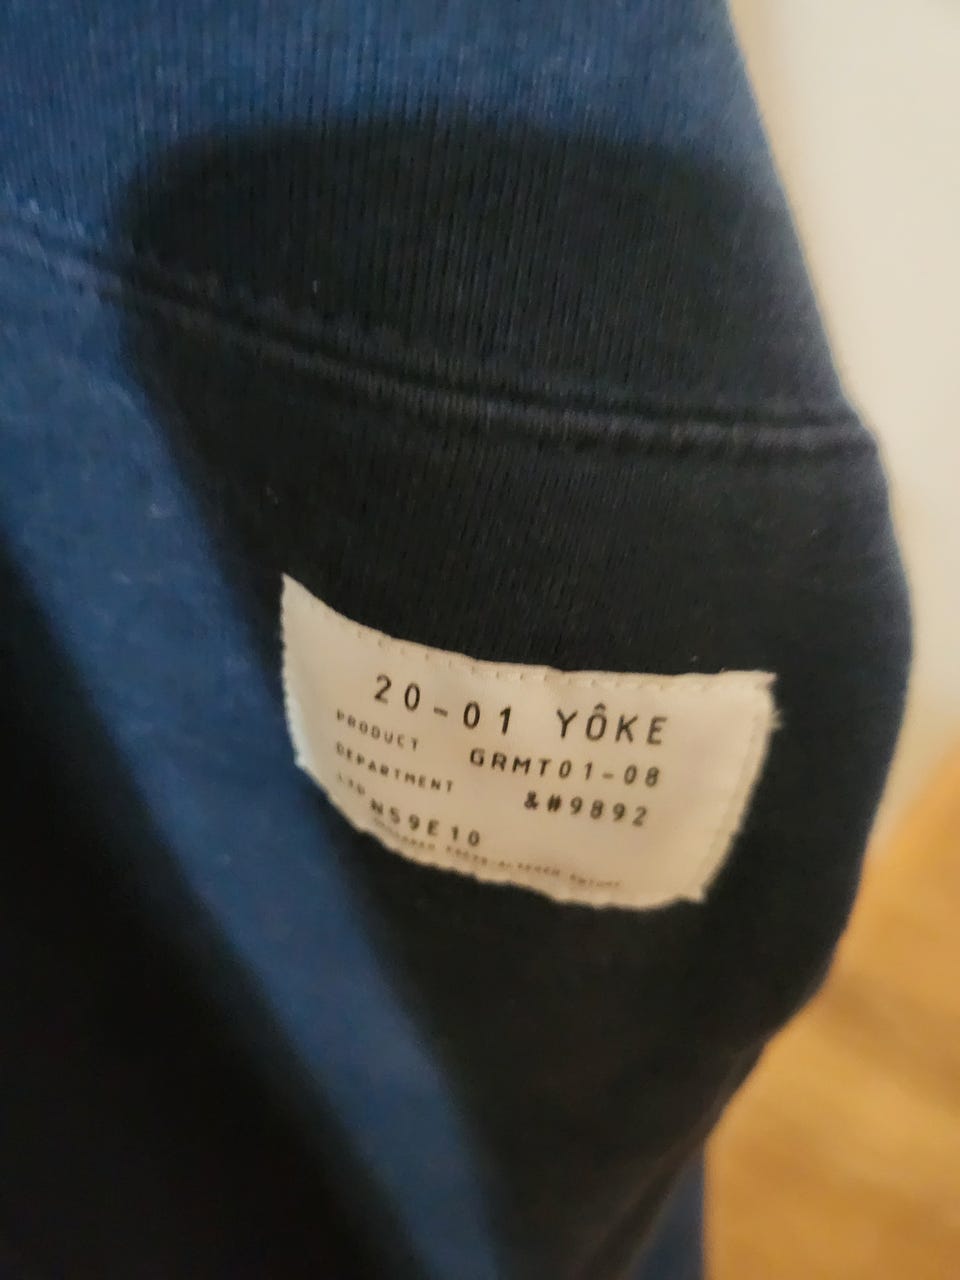 20-01 YÔKE
PRODUCT GRMT01-08
DEPARTMENT &#9892
N59E10